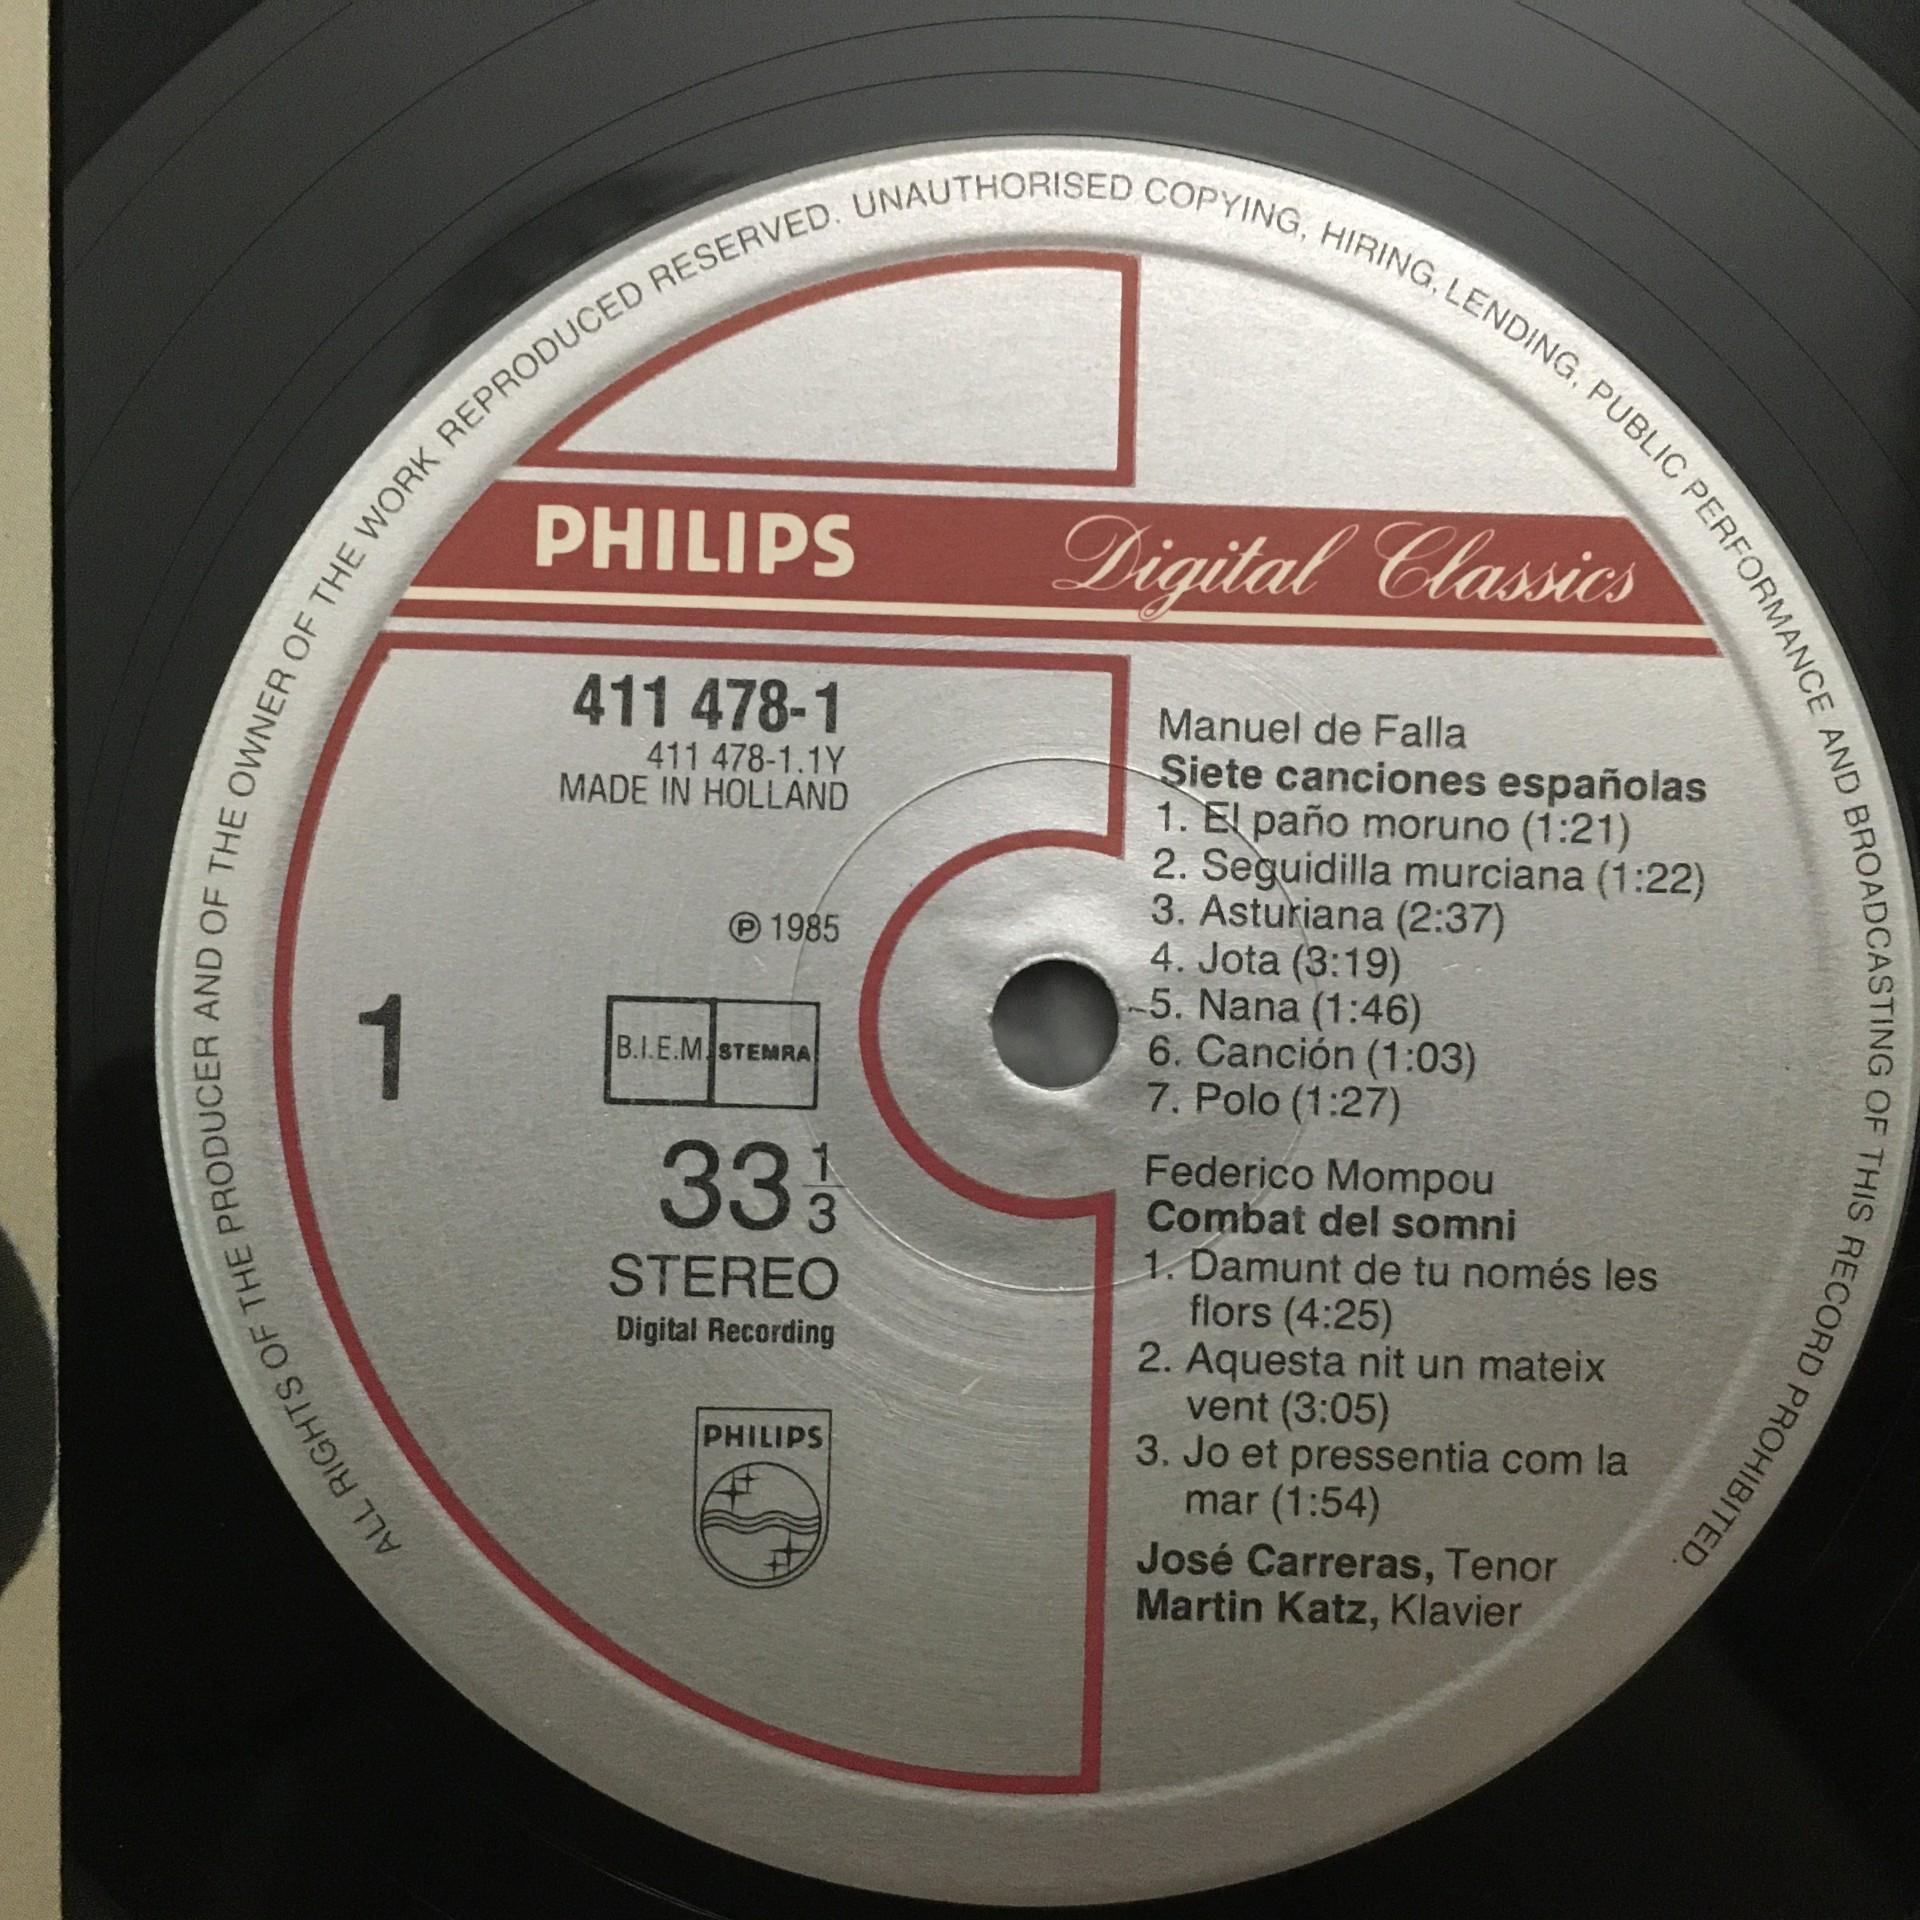 ALL RIGHTS OF THE PRODUCER AND OF THE OWNER OF THE WORK REPRODUCED RESERVED. UNAUTHORISED COPYING, HIRING, LENDING, PUBLIC PERFORMANCE AND BROADCASTING OF THIS RECORD PROHIBITED.
PHILIPS Digital Classics
411 478-1
411 478-1.1Y
MADE IN HOLLAND
℗ 1985
1
B.I.E.M. STEMRA
33 1/3
STEREO
Digital Recording
PHILIPS
Manuel de Falla
Siete canciones españolas
1. El paño moruno (1:21)
2. Seguidilla murciana (1:22)
3. Asturiana (2:37)
4. Jota (3:19)
5. Nana (1:46)
6. Canción (1:03)
7. Polo (1:27)
Federico Mompou
Combat del somni
1. Damunt de tu només les
flors (4:25)
2. Aquesta nit un mateix
vent (3:05)
3. Jo et pressentia com la
mar (1:54)
José Carreras, Tenor
Martin Katz, Klavier